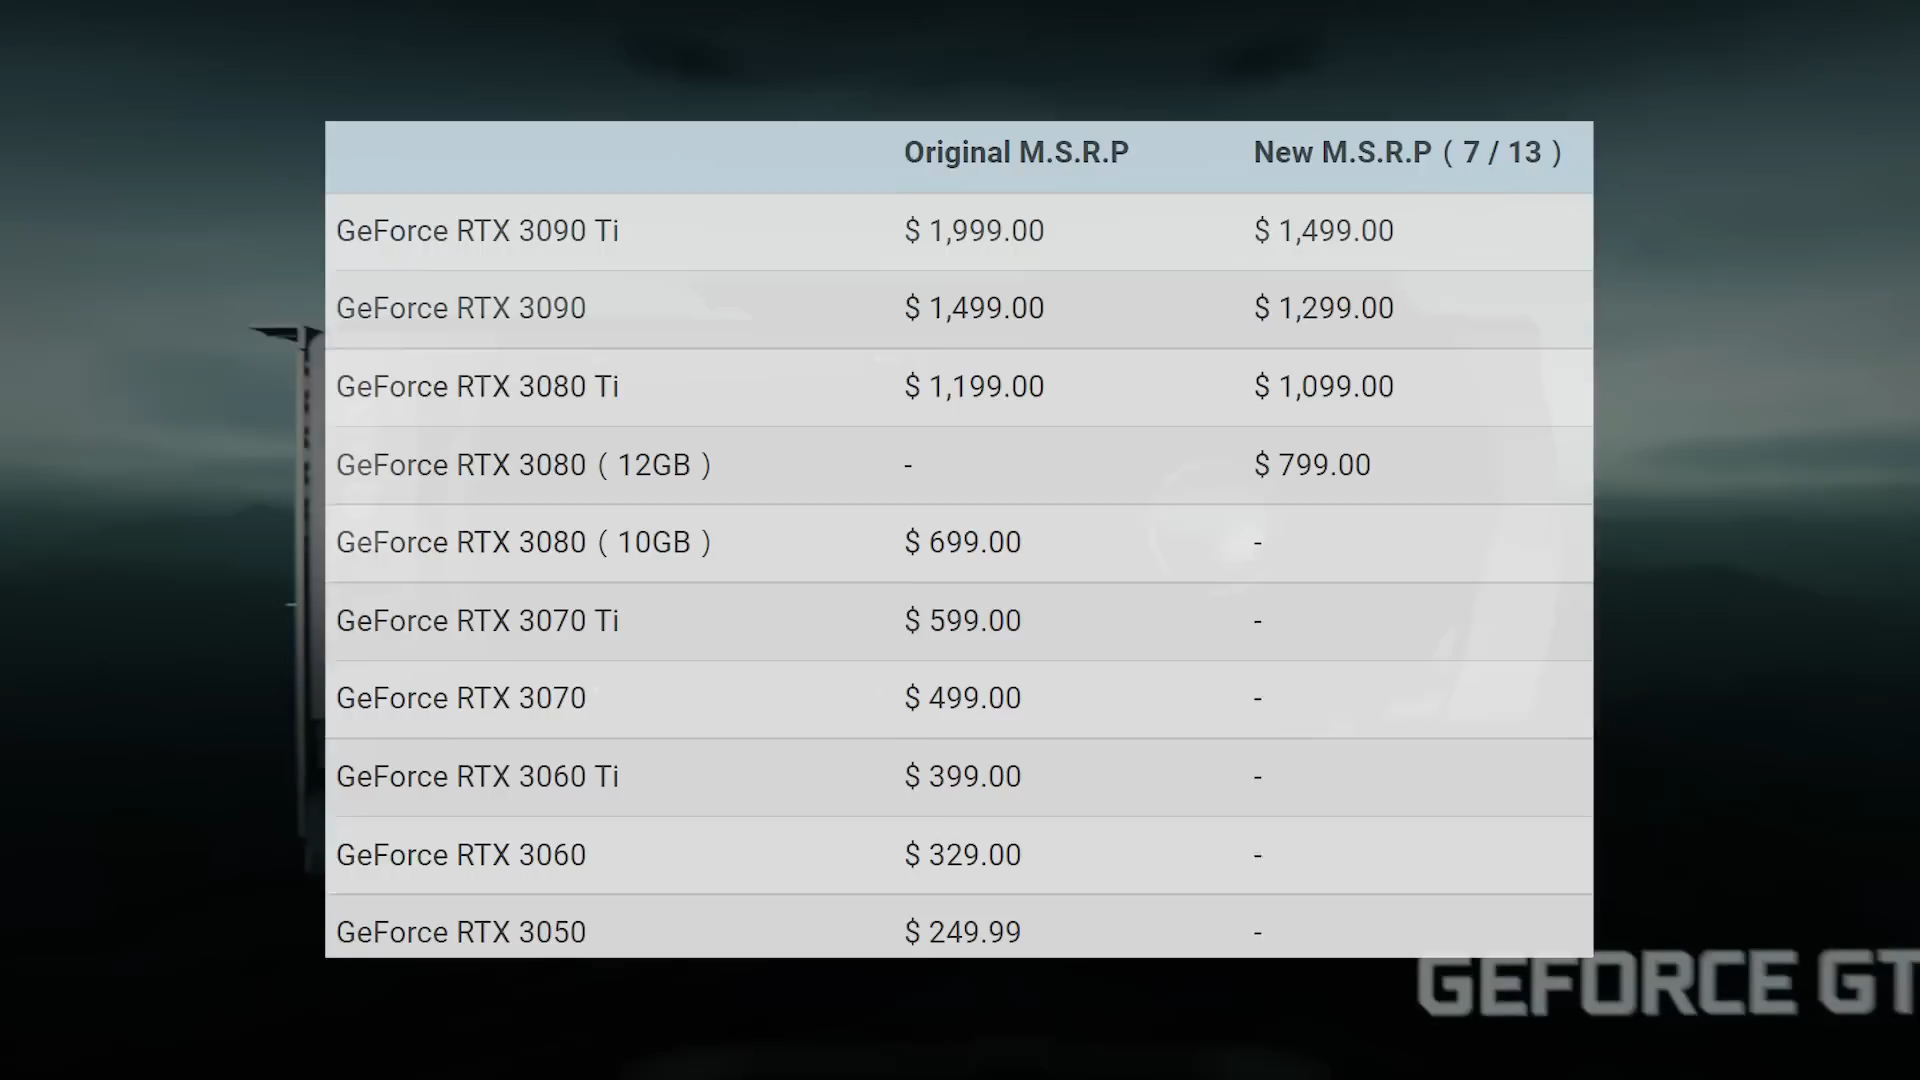 Original M.S.R.P New M.S.R.P ( 7 / 13 )
GeForce RTX 3090 Ti $ 1,999.00 $ 1,499.00
GeForce RTX 3090 $ 1,499.00 $ 1,299.00
GeForce RTX 3080 Ti $ 1,199.00 $ 1,099.00
GeForce RTX 3080 ( 12GB ) - $ 799.00
GeForce RTX 3080 ( 10GB ) $ 699.00 -
GeForce RTX 3070 Ti $ 599.00 -
GeForce RTX 3070 $ 499.00 -
GeForce RTX 3060 Ti $ 399.00 -
GeForce RTX 3060 $ 329.00 -
GeForce RTX 3050 $ 249.99 -
GEFORCE GT